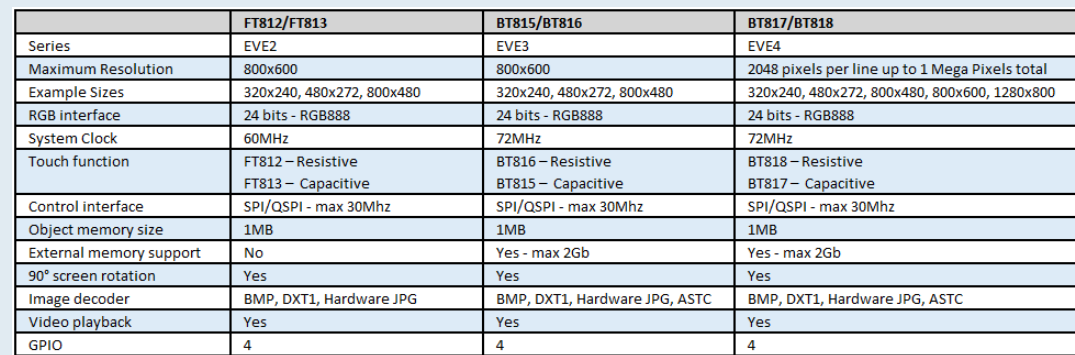 FT812/FT813 BT815/BT816 BT817/BT818
Series EVE2 EVE3 EVE4
Maximum Resolution 800x600 800x600 2048 pixels per line up to 1 Mega Pixels total
Example Sizes 320x240, 480x272, 800x480 320x240, 480x272, 800x480 320x240, 480x272, 800x480, 800x600, 1280x800
RGB interface 24 bits - RGB888 24 bits - RGB888 24 bits - RGB888
System Clock 60MHz 72MHz 72MHz
Touch function FT812 – Resistive BT816 – Resistive BT818 – Resistive
FT813 – Capacitive BT815 – Capacitive BT817 – Capacitive
Control interface SPI/QSPI - max 30Mhz SPI/QSPI - max 30Mhz SPI/QSPI - max 30Mhz
Object memory size 1MB 1MB 1MB
External memory support No Yes - max 2Gb Yes - max 2Gb
90° screen rotation Yes Yes Yes
Image decoder BMP, DXT1, Hardware JPG BMP, DXT1, Hardware JPG, ASTC BMP, DXT1, Hardware JPG, ASTC
Video playback Yes Yes Yes
GPIO 4 4 4